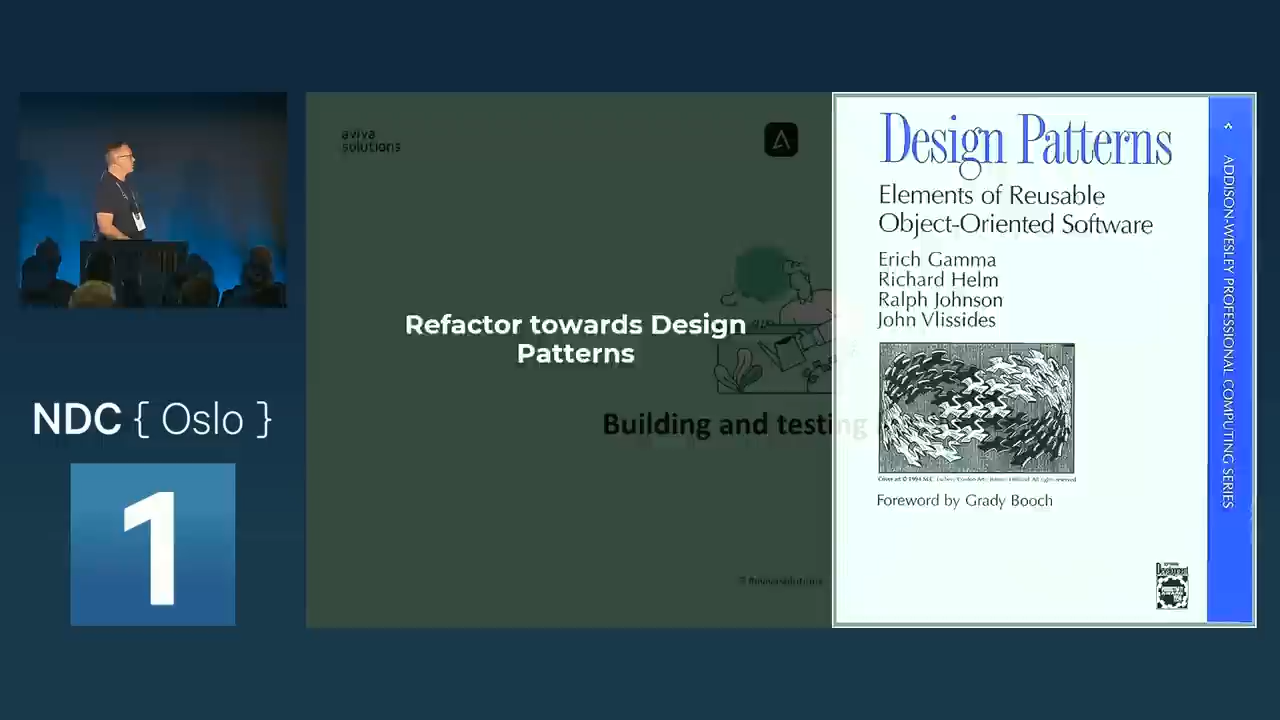 NDC { Oslo }
1
aviva
solutions
Refactor towards Design
Patterns
Building and testing
Design Patterns
Elements of Reusable
Object-Oriented Software
Erich Gamma
Richard Helm
Ralph Johnson
John Vlissides
Foreword by Grady Booch
ADDISON-WESLEY PROFESSIONAL COMPUTING SERIES